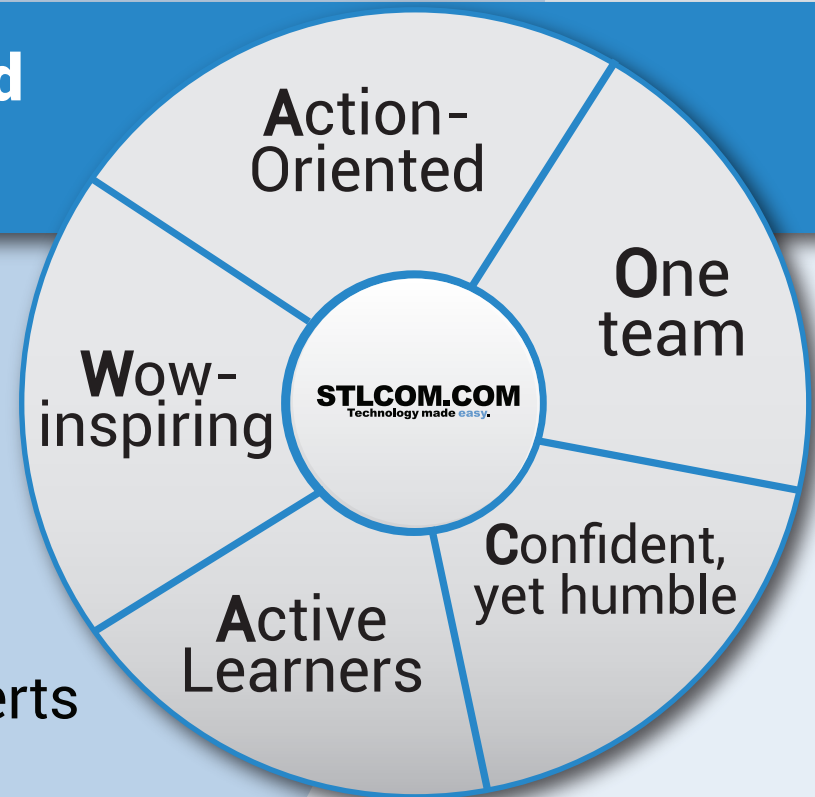 d
Action-
Oriented
One
team
Wow-
inspiring
STLCOM.COM
Technology made easy.
Confident,
yet humble
Active
Learners
erts